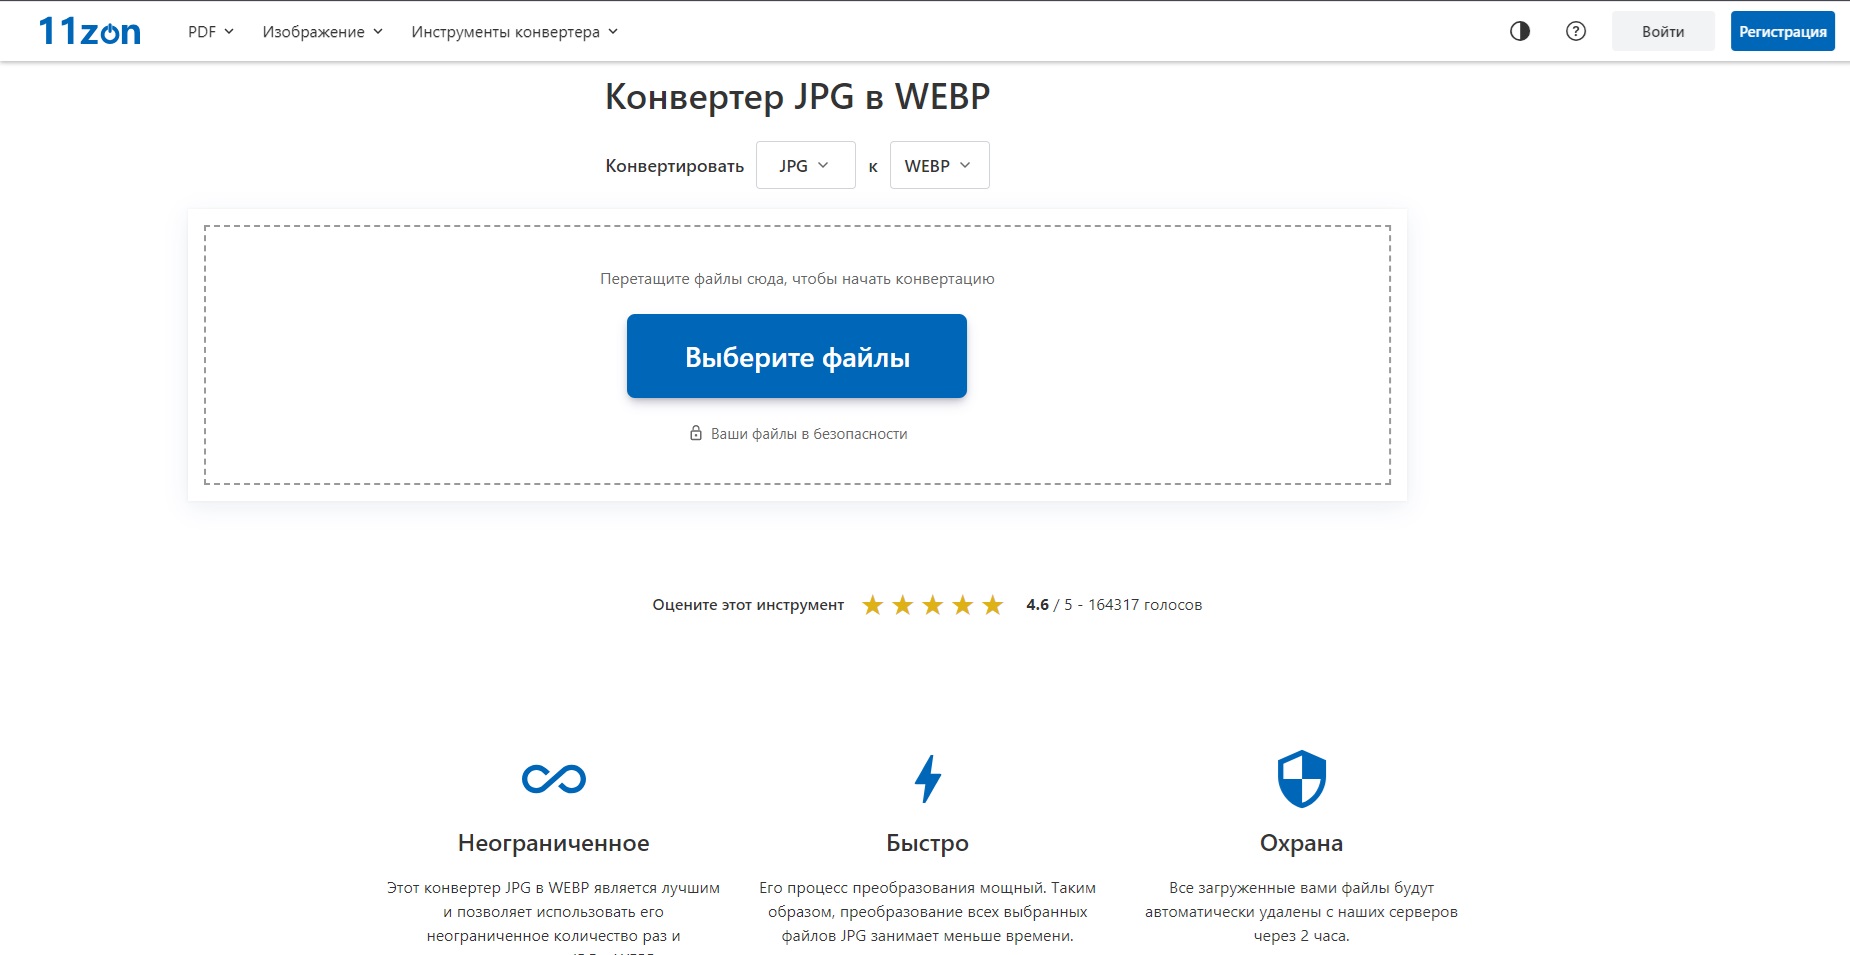 11zon
PDF Изображение Инструменты конвертера ? Войти Регистрация
Конвертер JPG в WEBP
Конвертировать JPG к WEBP
Перетащите файлы сюда, чтобы начать конвертацию
Выберите файлы
Ваши файлы в безопасности
Оцените этот инструмент 4.6 / 5 - 164317 голосов
Неограниченное
Этот конвертер JPG в WEBP является лучшим
и позволяет использовать его
неограниченное количество раз и
Быстро
Его процесс преобразования мощный. Таким
образом, преобразование всех выбранных
файлов JPG занимает меньше времени.
Охрана
Все загруженные вами файлы будут
автоматически удалены с наших серверов
через 2 часа.